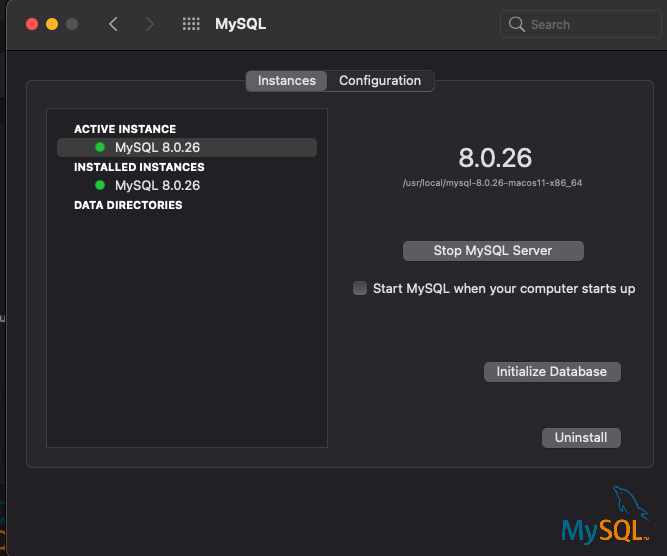 MySQL
Search
Instances
Configuration
ACTIVE INSTANCE
MySQL 8.0.26
INSTALLED INSTANCES
MySQL 8.0.26
DATA DIRECTORIES
8.0.26
/usr/local/mysql-8.0.26-macos11-x86_64
Stop MySQL Server
Start MySQL when your computer starts up
Initialize Database
Uninstall
MySQL™